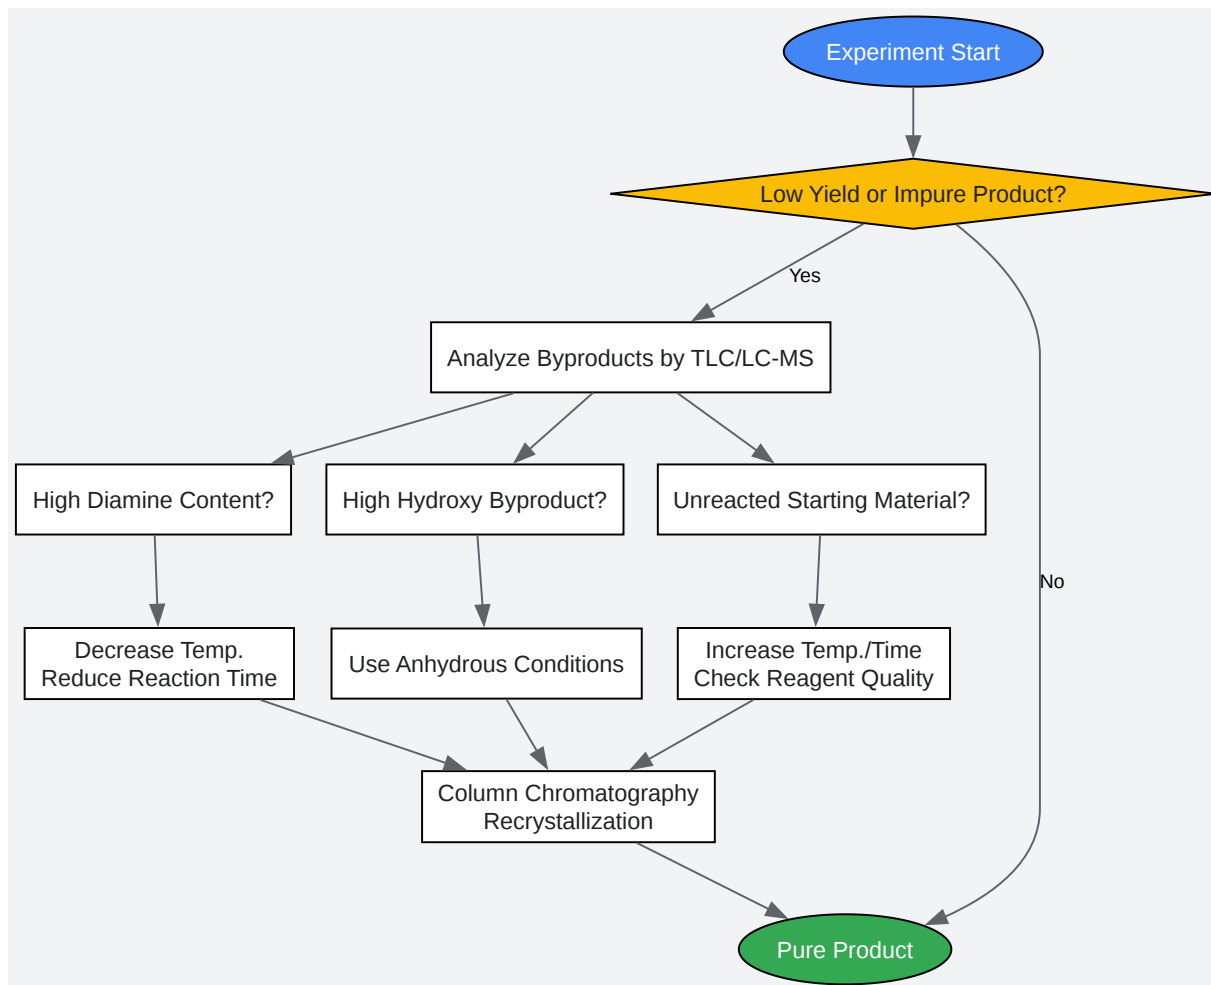 Experiment Start
Low Yield or Impure Product?
Yes
Analyze Byproducts by TLC/LC-MS
High Diamine Content?
High Hydroxy Byproduct?
Unreacted Starting Material?
No
Decrease Temp.
Reduce Reaction Time
Use Anhydrous Conditions
Increase Temp./Time
Check Reagent Quality
Column Chromatography
Recrystallization
Pure Product